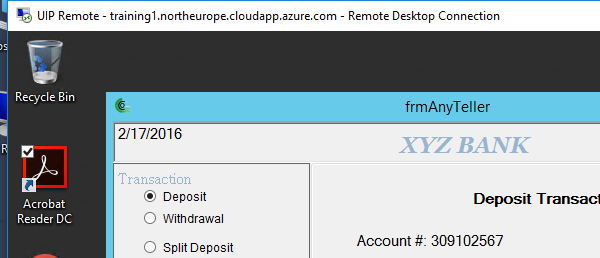 UIP Remote - training1.northeurope.cloudapp.azure.com - Remote Desktop Connection
Recycle Bin
frmAnyTeller
2/17/2016
XYZ BANK
Transaction
Deposit
Deposit Transact
Withdrawal
Acrobat
Reader DC
Account #: 309102567
Split Deposit